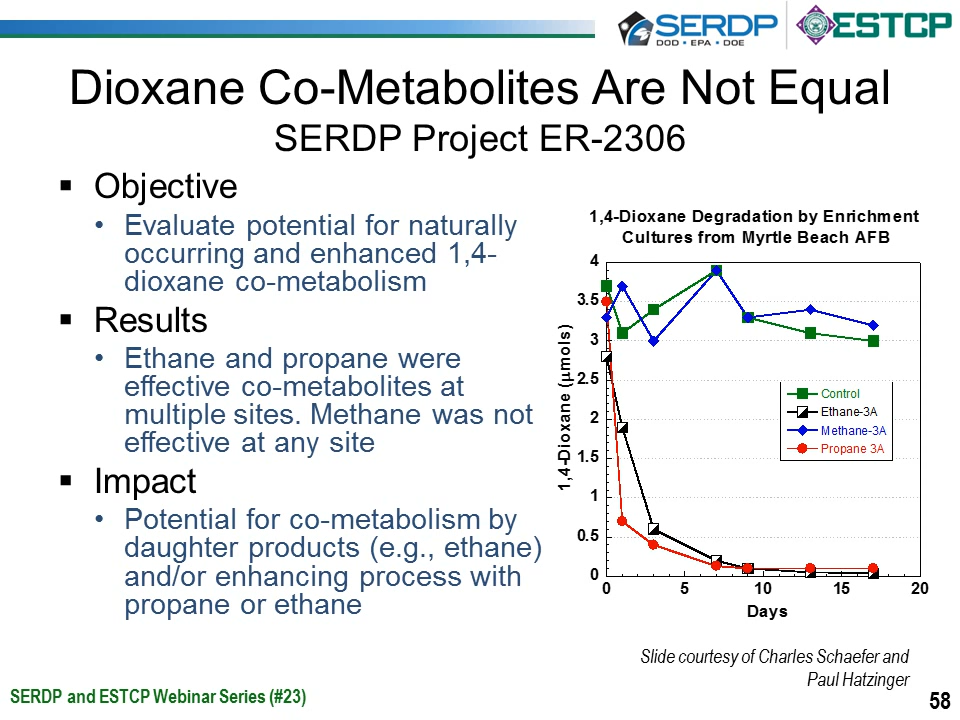 SERDP
DOD • EPA • DOE
ESTCP
Dioxane Co-Metabolites Are Not Equal
SERDP Project ER-2306
▪ Objective
• Evaluate potential for naturally
occurring and enhanced 1,4-
dioxane co-metabolism
▪ Results
• Ethane and propane were
effective co-metabolites at
multiple sites. Methane was not
effective at any site
▪ Impact
• Potential for co-metabolism by
daughter products (e.g., ethane)
and/or enhancing process with
propane or ethane
1,4-Dioxane Degradation by Enrichment
Cultures from Myrtle Beach AFB
1,4-Dioxane (µmols)
4
3.5
3
2.5
2
1.5
1
0.5
0
0 5 10 15 20
Days
Control
Ethane-3A
Methane-3A
Propane 3A
Slide courtesy of Charles Schaefer and
Paul Hatzinger
SERDP and ESTCP Webinar Series (#23)
58